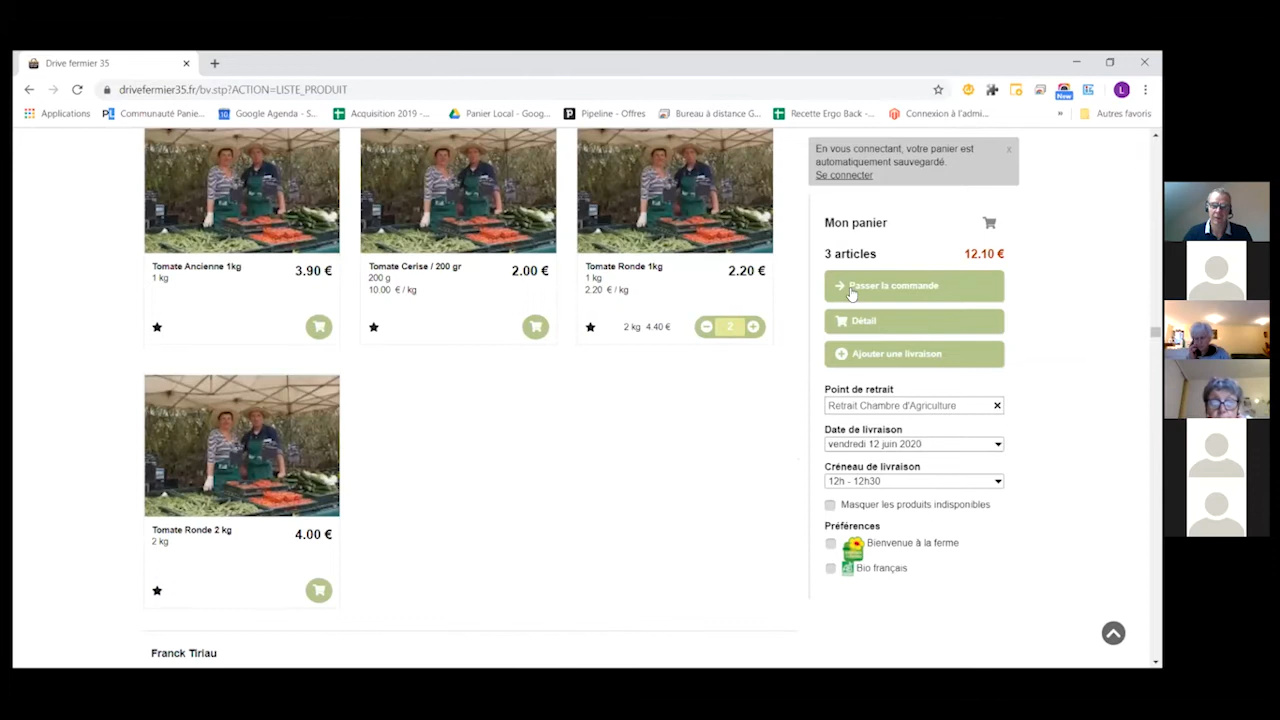 Drive fermier 35
drivefermier35.fr/bv.stp?ACTION=LISTE_PRODUIT
L
New
Applications
Communauté Panie...
Google Agenda - S...
Acquisition 2019 -...
Panier Local - Goog...
Pipeline - Offres
Bureau à distance G...
Recette Ergo Back -...
Connexion à l'admi...
»
Autres favoris
En vous connectant, votre panier est
automatiquement sauvegardé.
Se connecter
x
Tomate Ancienne 1kg
3.90 €
1 kg
Tomate Cerise / 200 gr
2.00 €
200 g
10.00 € / kg
Tomate Ronde 1kg
2.20 €
1 kg
2.20 € / kg
2 kg 4.40 €
2
Tomate Ronde 2 kg
4.00 €
2 kg
Franck Tiriau
Mon panier
3 articles
12.10 €
Passer la commande
Détail
Ajouter une livraison
Point de retrait
Retrait Chambre d'Agriculture
Date de livraison
vendredi 12 juin 2020
Créneau de livraison
12h - 12h30
Masquer les produits indisponibles
Préférences
Bienvenue à la ferme
Bio français